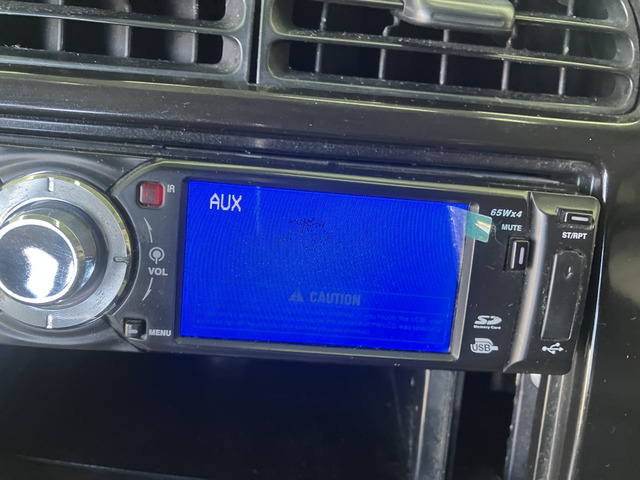 AUX
IR
65Wx4
MUTE
ST/RPT
VOL
CAUTION
MENU
SD
Memory Card
USB